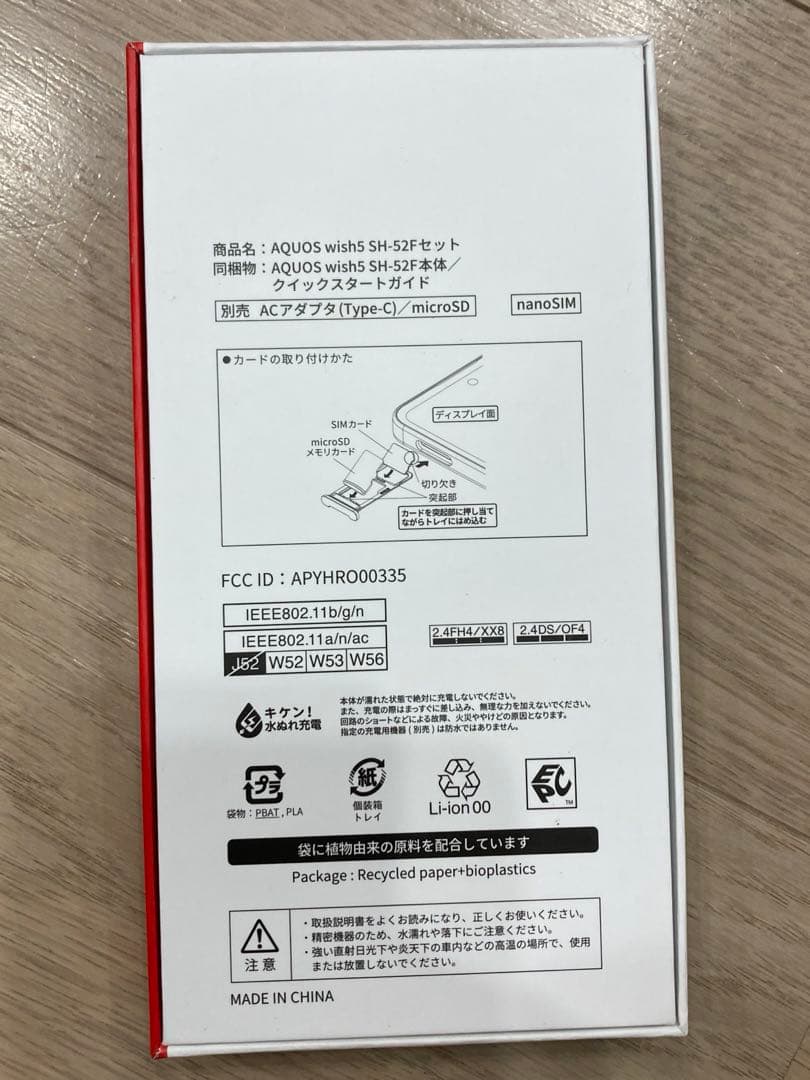 商品名：AQUOS wish5 SH-52Fセット
同梱物：AQUOS wish5 SH-52F本体／
クイックスタートガイド
別売 ACアダプタ(Type-C)／microSD
nanoSIM
●カードの取り付けかた
ディスプレイ面
SIMカード
microSD
メモリカード
切り欠き
突起部
カードを突起部に押し当て
ながらトレイにはめ込む
FCC ID：APYHRO00335
IEEE802.11b/g/n
IEEE802.11a/n/ac
J52 W52 W53 W56
2.4FH4/XX8
2.4DS/OF4
キケン！
水ぬれ充電
本体が濡れた状態で絶対に充電しないでください。
また、充電の際はまっすぐに差し込み、無理な力を加えないでください。
回路のショートなどによる故障、火災ややけどの原因となります。
指定の充電用機器(別売)は防水ではありません。
プラ
袋物：PBAT , PLA
紙
個装箱
トレイ
Li-ion 00
EPC
TM
袋に植物由来の原料を配合しています
Package : Recycled paper+bioplastics
注意
・取扱説明書をよくお読みになり、正しくお使いください。
・精密機器のため、水濡れや落下にご注意ください。
・強い直射日光下や炎天下の車内などの高温の場所で、使用
または放置しないでください。
MADE IN CHINA